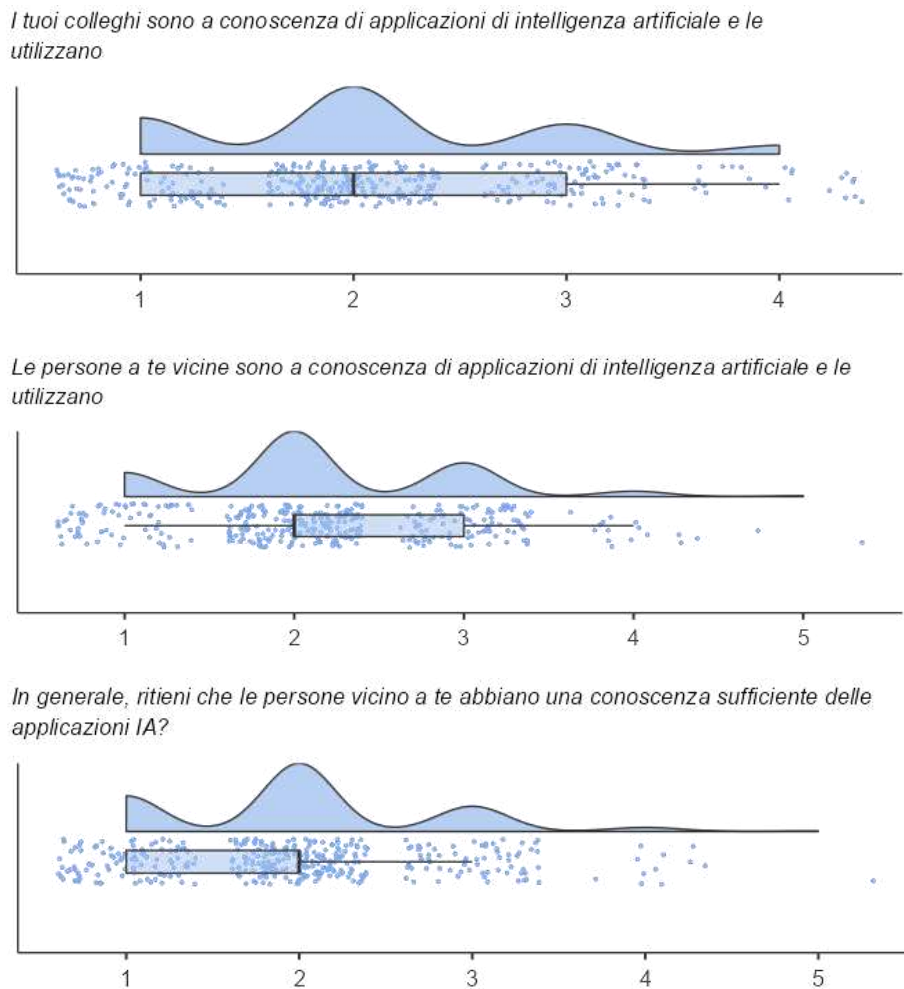 I tuoi colleghi sono a conoscenza di applicazioni di intelligenza artificiale e le
utilizzano
1 2 3 4
Le persone a te vicine sono a conoscenza di applicazioni di intelligenza artificiale e le
utilizzano
1 2 3 4 5
In generale, ritieni che le persone vicino a te abbiano una conoscenza sufficiente delle
applicazioni IA?
1 2 3 4 5